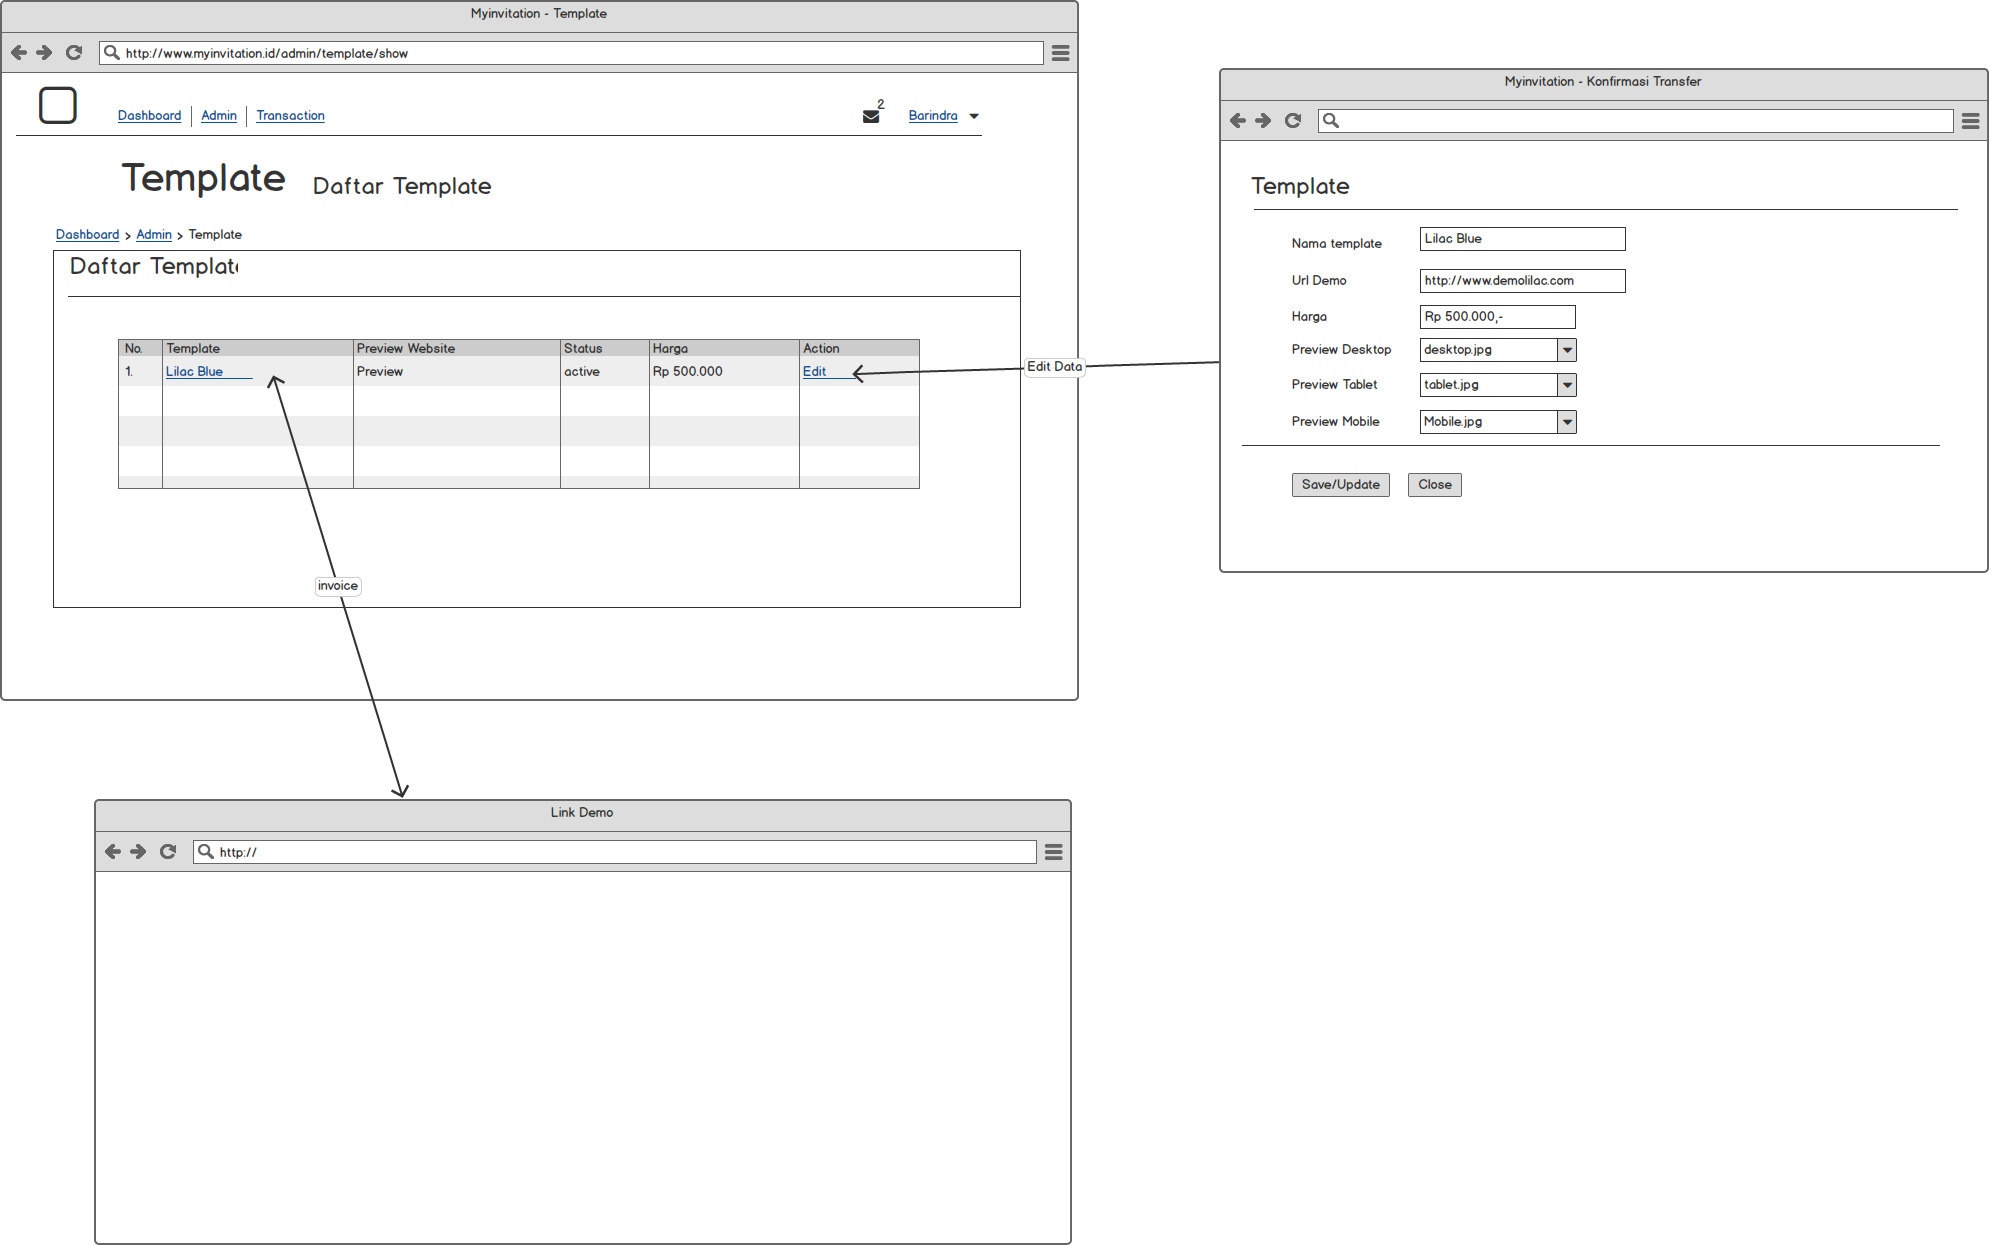 Myinvitation - Template
http://www.myinvitation.id/admin/template/show
Dashboard Admin Transaction 2 Barindra
Template Daftar Template
Dashboard > Admin > Template
Daftar Template
No. Template Preview Website Status Harga Action
1. Lilac Blue Preview active Rp 500.000 Edit
Edit Data
invoice
Myinvitation - Konfirmasi Transfer
Template
Nama template Lilac Blue
Url Demo http://www.demolilac.com
Harga Rp 500.000,-
Preview Desktop desktop.jpg
Preview Tablet tablet.jpg
Preview Mobile Mobile.jpg
Save/Update Close
Link Demo
http://